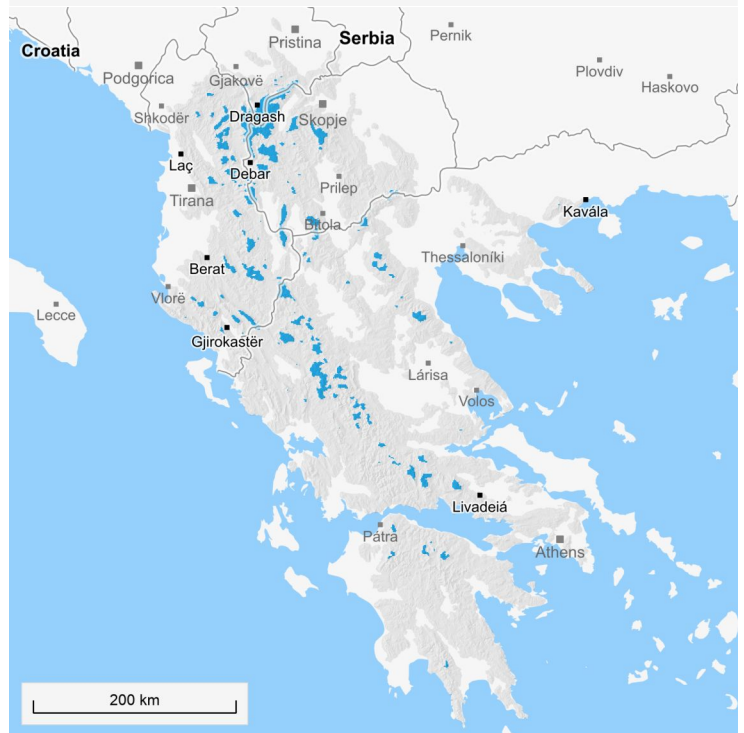 Pernik
Pristina
Serbia
Croatia
Plovdiv
Podgorica
Gjakovë
Haskovo
Shkodër
Dragash
Skopje
Laç
Debar
Prilep
Tirana
Kavála
Bitola
Thessaloníki
Berat
Vlorë
Lecce
Gjirokastër
Lárisa
Volos
Livadeiá
Pátra
Athens
200 km